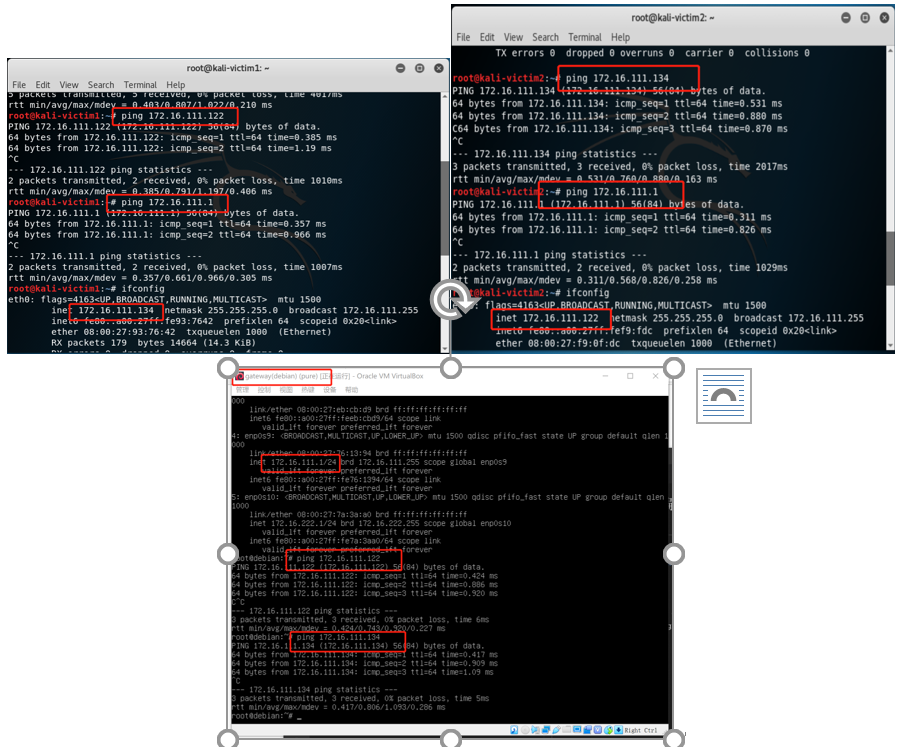 root@kali-victim1: ~
File Edit View Search Terminal Help
5 packets transmitted, 5 received, 0% packet loss, time 4017ms
rtt min/avg/max/mdev = 0.403/0.807/1.022/0.210 ms
root@kali-victim1:~# ping 172.16.111.122
PING 172.16.111.122 (172.16.111.122) 56(84) bytes of data.
64 bytes from 172.16.111.122: icmp_seq=1 ttl=64 time=0.385 ms
64 bytes from 172.16.111.122: icmp_seq=2 ttl=64 time=1.19 ms
^C
--- 172.16.111.122 ping statistics ---
2 packets transmitted, 2 received, 0% packet loss, time 1010ms
rtt min/avg/max/mdev = 0.385/0.791/1.197/0.406 ms
root@kali-victim1:~# ping 172.16.111.1
PING 172.16.111.1 (172.16.111.1) 56(84) bytes of data.
64 bytes from 172.16.111.1: icmp_seq=1 ttl=64 time=0.357 ms
64 bytes from 172.16.111.1: icmp_seq=2 ttl=64 time=0.966 ms
^C
--- 172.16.111.1 ping statistics ---
2 packets transmitted, 2 received, 0% packet loss, time 1007ms
rtt min/avg/max/mdev = 0.357/0.661/0.966/0.305 ms
root@kali-victim1:~# ifconfig
eth0: flags=4163<UP,BROADCAST,RUNNING,MULTICAST> mtu 1500
inet 172.16.111.134 netmask 255.255.255.0 broadcast 172.16.111.255
inet6 fe80::a00:27ff:fe93:7642 prefixlen 64 scopeid 0x20<link>
ether 08:00:27:93:76:42 txqueuelen 1000 (Ethernet)
RX packets 179 bytes 14664 (14.3 KiB)
root@kali-victim2: ~
File Edit View Search Terminal Help
TX errors 0 dropped 0 overruns 0 carrier 0 collisions 0
root@kali-victim2:~# ping 172.16.111.134
PING 172.16.111.134 (172.16.111.134) 56(84) bytes of data.
64 bytes from 172.16.111.134: icmp_seq=1 ttl=64 time=0.531 ms
64 bytes from 172.16.111.134: icmp_seq=2 ttl=64 time=0.880 ms
C64 bytes from 172.16.111.134: icmp_seq=3 ttl=64 time=0.870 ms
^C
--- 172.16.111.134 ping statistics ---
3 packets transmitted, 3 received, 0% packet loss, time 2017ms
rtt min/avg/max/mdev = 0.531/0.760/0.880/0.163 ms
root@kali-victim2:~# ping 172.16.111.1
PING 172.16.111.1 (172.16.111.1) 56(84) bytes of data.
64 bytes from 172.16.111.1: icmp_seq=1 ttl=64 time=0.311 ms
64 bytes from 172.16.111.1: icmp_seq=2 ttl=64 time=0.826 ms
^C
--- 172.16.111.1 ping statistics ---
2 packets transmitted, 2 received, 0% packet loss, time 1029ms
rtt min/avg/max/mdev = 0.311/0.568/0.826/0.258 ms
root@kali-victim2:~# ifconfig
flags=4163<UP,BROADCAST,RUNNING,MULTICAST> mtu 1500
inet 172.16.111.122 netmask 255.255.255.0 broadcast 172.16.111.255
inet6 fe80::a00:27ff:fef9:fdc prefixlen 64 scopeid 0x20<link>
ether 08:00:27:f9:0f:dc txqueuelen 1000 (Ethernet)
gateway(debian) (pure) [正在运行] - Oracle VM VirtualBox
管理 控制 视图 热键 设备 帮助
000
link/ether 08:00:27:eb:cb:d9 brd ff:ff:ff:ff:ff:ff
inet6 fe80::a00:27ff:feeb:cbd9/64 scope link
valid_lft forever preferred_lft forever
4: enp0s9: <BROADCAST,MULTICAST,UP,LOWER_UP> mtu 1500 qdisc pfifo_fast state UP group default qlen 1
000
link/ether 08:00:27:76:13:94 brd ff:ff:ff:ff:ff:ff
inet 172.16.111.1/24 brd 172.16.111.255 scope global enp0s9
valid_lft forever preferred_lft forever
inet6 fe80::a00:27ff:fe76:1394/64 scope link
valid_lft forever preferred_lft forever
5: enp0s10: <BROADCAST,MULTICAST,UP,LOWER_UP> mtu 1500 qdisc pfifo_fast state UP group default qlen
1000
link/ether 08:00:27:7a:3a:a0 brd ff:ff:ff:ff:ff:ff
inet 172.16.222.1/24 brd 172.16.222.255 scope global enp0s10
valid_lft forever preferred_lft forever
inet6 fe80::a00:27ff:fe7a:3aa0/64 scope link
valid_lft forever preferred_lft forever
root@debian:~# ping 172.16.111.122
PING 172.16.111.122 (172.16.111.122) 56(84) bytes of data.
64 bytes from 172.16.111.122: icmp_seq=1 ttl=64 time=0.424 ms
64 bytes from 172.16.111.122: icmp_seq=2 ttl=64 time=0.886 ms
64 bytes from 172.16.111.122: icmp_seq=3 ttl=64 time=0.920 ms
C^C
--- 172.16.111.122 ping statistics ---
3 packets transmitted, 3 received, 0% packet loss, time 6ms
rtt min/avg/max/mdev = 0.424/0.743/0.920/0.227 ms
root@debian:~# ping 172.16.111.134
PING 172.16.111.134 (172.16.111.134) 56(84) bytes of data.
64 bytes from 172.16.111.134: icmp_seq=1 ttl=64 time=0.417 ms
64 bytes from 172.16.111.134: icmp_seq=2 ttl=64 time=0.909 ms
64 bytes from 172.16.111.134: icmp_seq=3 ttl=64 time=1.09 ms
^C
--- 172.16.111.134 ping statistics ---
3 packets transmitted, 3 received, 0% packet loss, time 5ms
rtt min/avg/max/mdev = 0.417/0.806/1.093/0.286 ms
root@debian:~# _
Right Ctrl